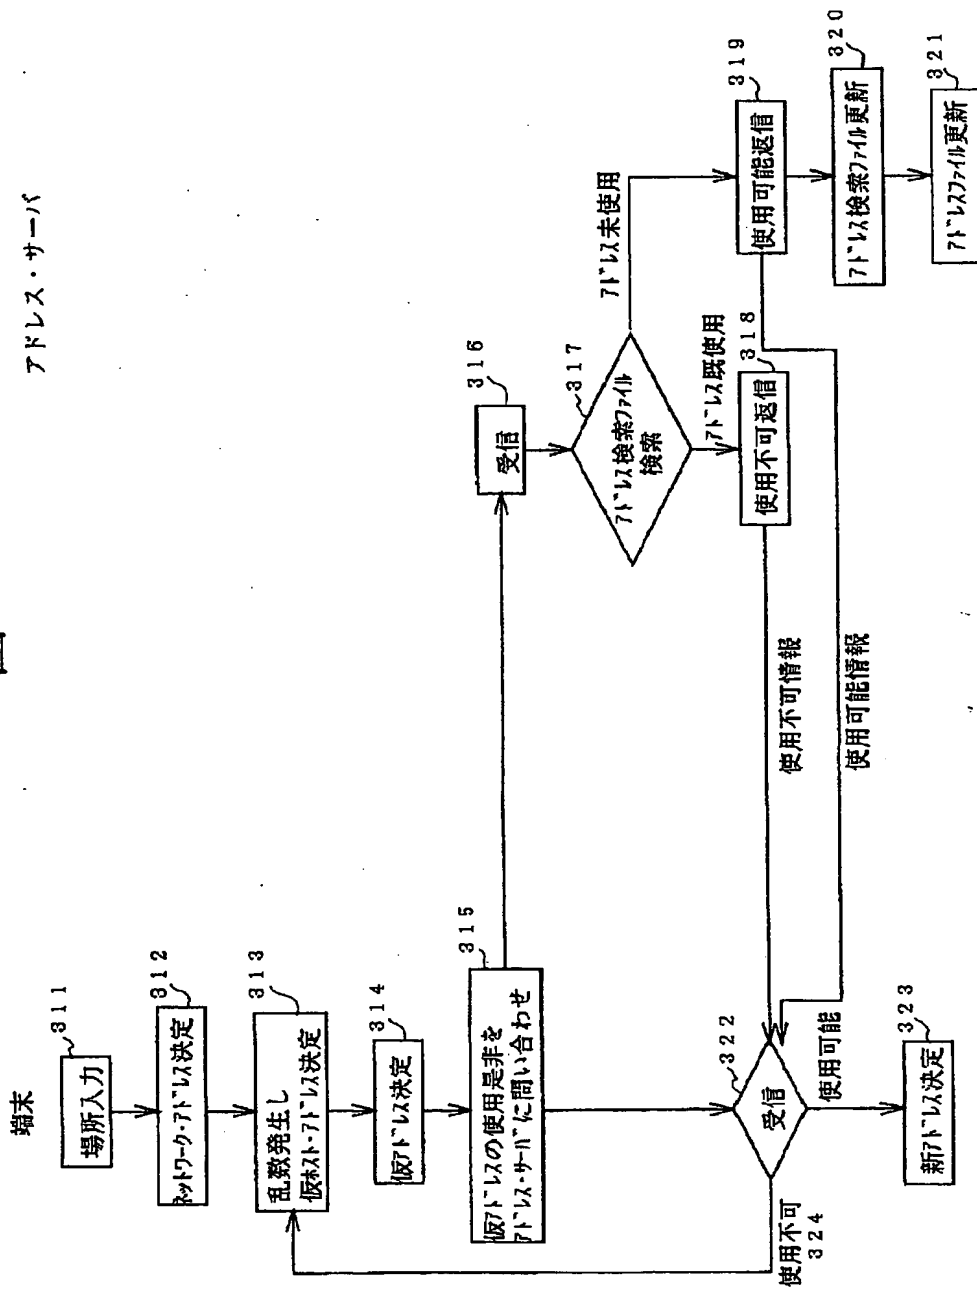 端末
311
場所入力
312
ネットワーク・アドレス決定
313
乱数発生し
仮ホスト・アドレス決定
314
仮アドレス決定
315
仮アドレスの使用是非を
アドレス・サーバに問い合わせ
アドレス・サーバ
316
受信
317
アドレス検索ファイル
検索
アドレス未使用
アドレス既使用
318
使用不可返信
319
使用可能返信
320
アドレス検索ファイル更新
321
アドレスファイル更新
使用不可情報
使用可能情報
322
受信
使用可能
323
新アドレス決定
使用不可
324